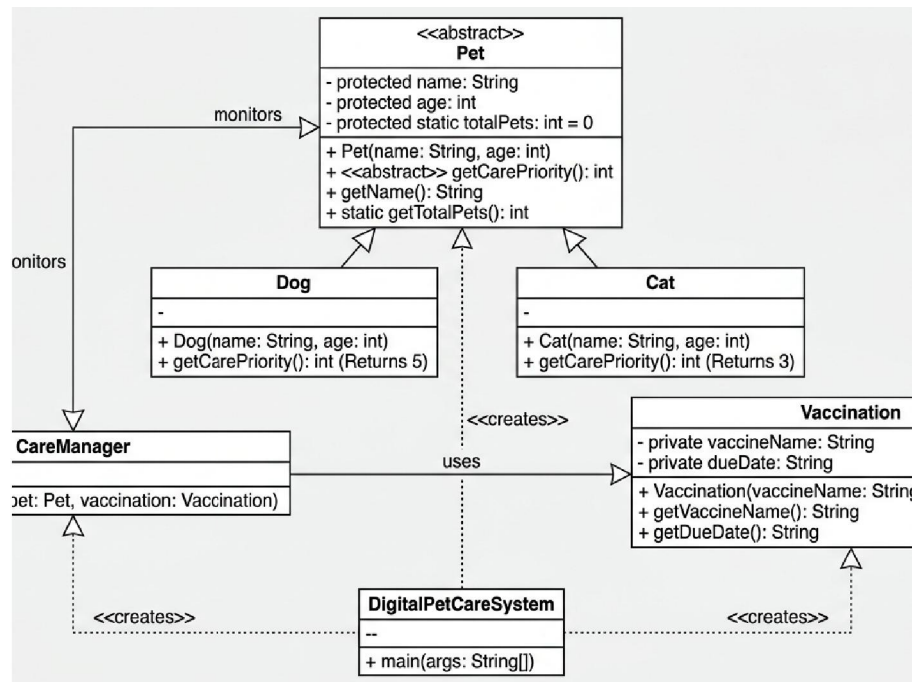 <<abstract>>
Pet
- protected name: String
- protected age: int
- protected static totalPets: int = 0
+ Pet(name: String, age: int)
+ <<abstract>> getCarePriority(): int
+ getName(): String
+ static getTotalPets(): int
monitors
onitors
Dog
-
+ Dog(name: String, age: int)
+ getCarePriority(): int (Returns 5)
Cat
-
+ Cat(name: String, age: int)
+ getCarePriority(): int (Returns 3)
<<creates>>
CareManager
pet: Pet, vaccination: Vaccination)
uses
Vaccination
- private vaccineName: String
- private dueDate: String
+ Vaccination(vaccineName: String
+ getVaccineName(): String
+ getDueDate(): String
<<creates>>
DigitalPetCareSystem
--
+ main(args: String[])
<<creates>>